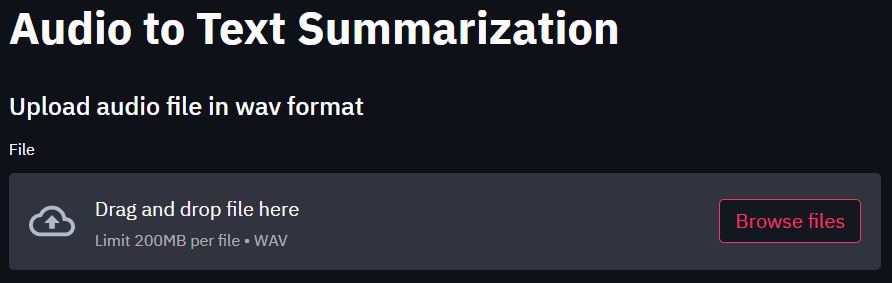 Audio to Text Summarization
Upload audio file in wav format
File
Drag and drop file here
Limit 200MB per file • WAV
Browse files